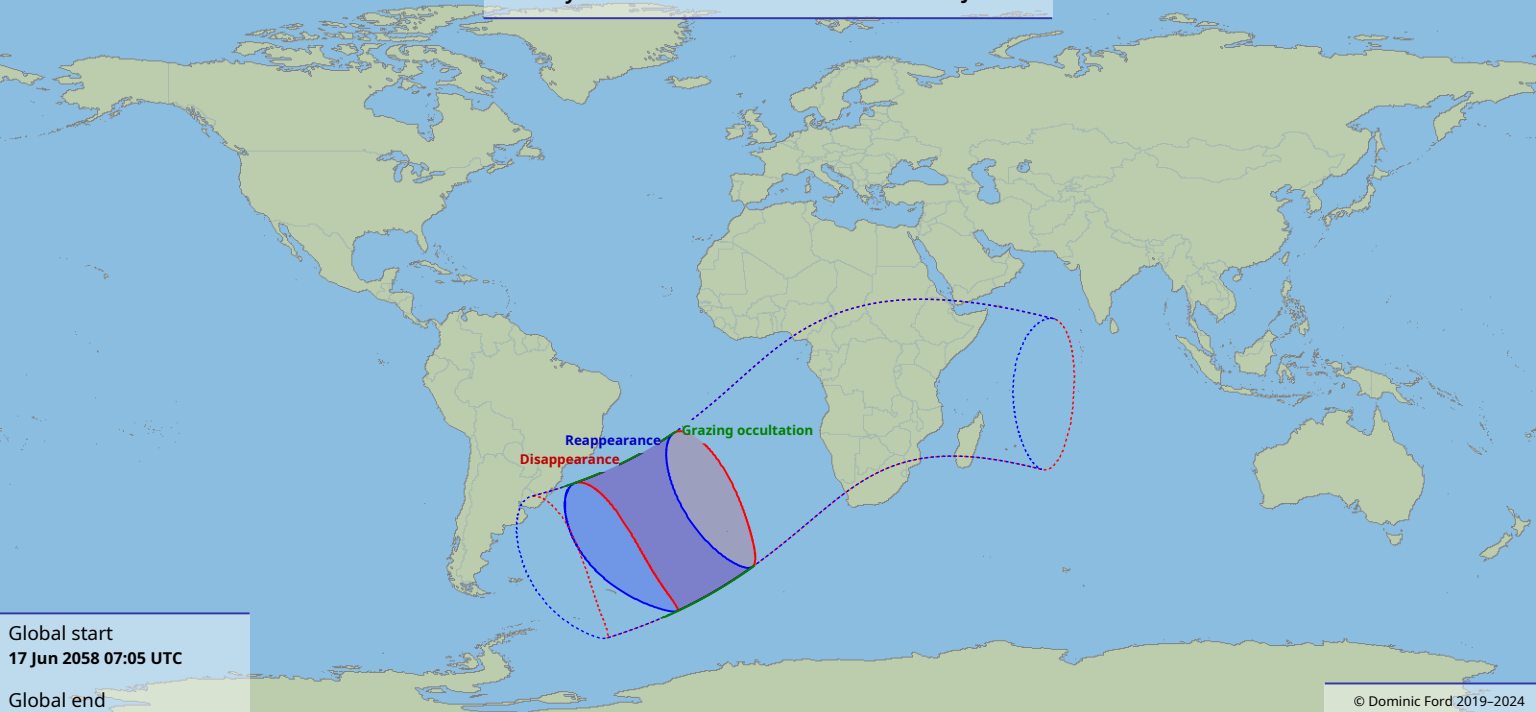 Grazing occultation
Reappearance
Disappearance
Global start
17 Jun 2058 07:05 UTC
Global end
© Dominic Ford 2019–2024